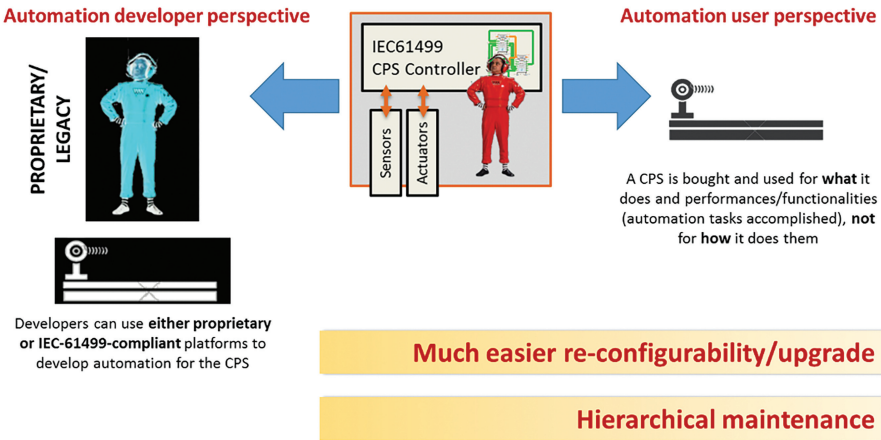 Automation developer perspective
PROPRIETARY/
LEGACY
Developers can use either proprietary
or IEC-61499-compliant platforms to
develop automation for the CPS
IEC61499
CPS Controller
Sensors
Actuators
Automation user perspective
A CPS is bought and used for what it
does and performances/functionalities
(automation tasks accomplished), not
for how it does them
Much easier re-configurability/upgrade
Hierarchical maintenance